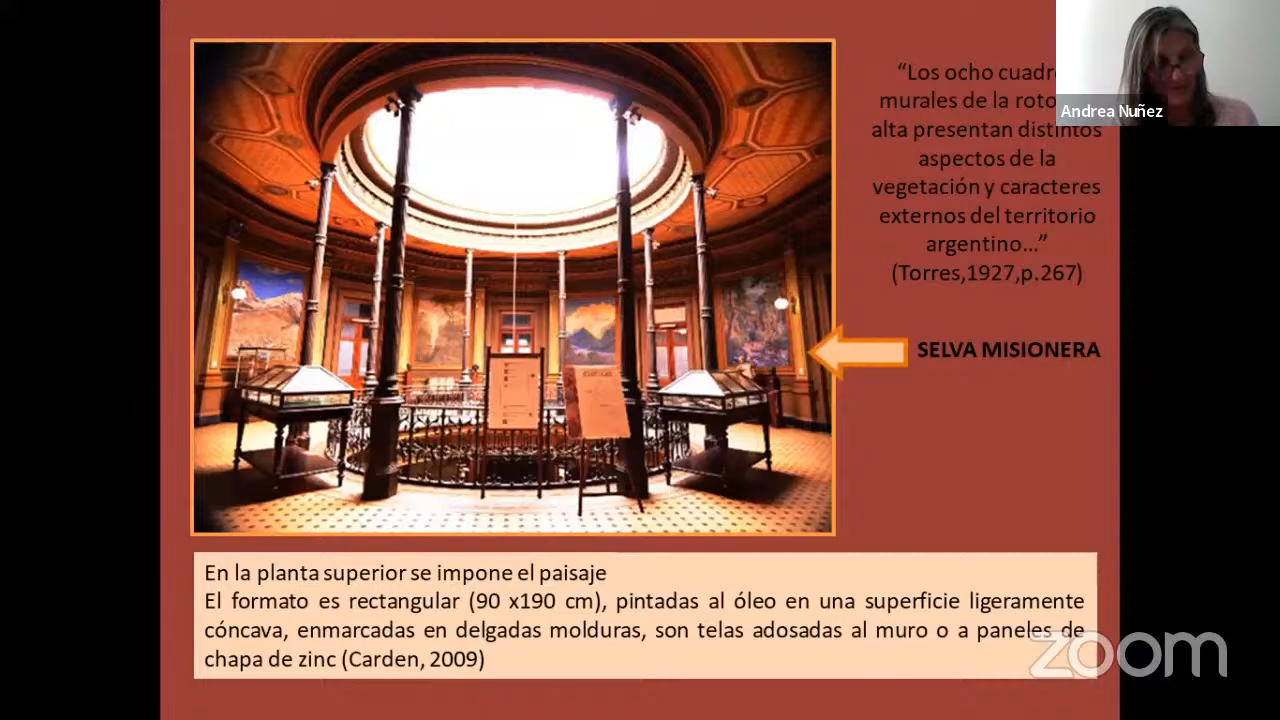 “Los ocho
murales de la
alta presentan distintos
aspectos de la
vegetación y caracteres
externos del territorio
argentino...”
(Torres,1927,p.267)
Andrea Nuñez
SELVA MISIONERA
En la planta superior se impone el paisaje
El formato es rectangular (90 x190 cm), pintadas al óleo en una superficie ligeramente
cóncava, enmarcadas en delgadas molduras, son telas adosadas al muro o a paneles de
chapa de zinc (Carden, 2009)
zoom